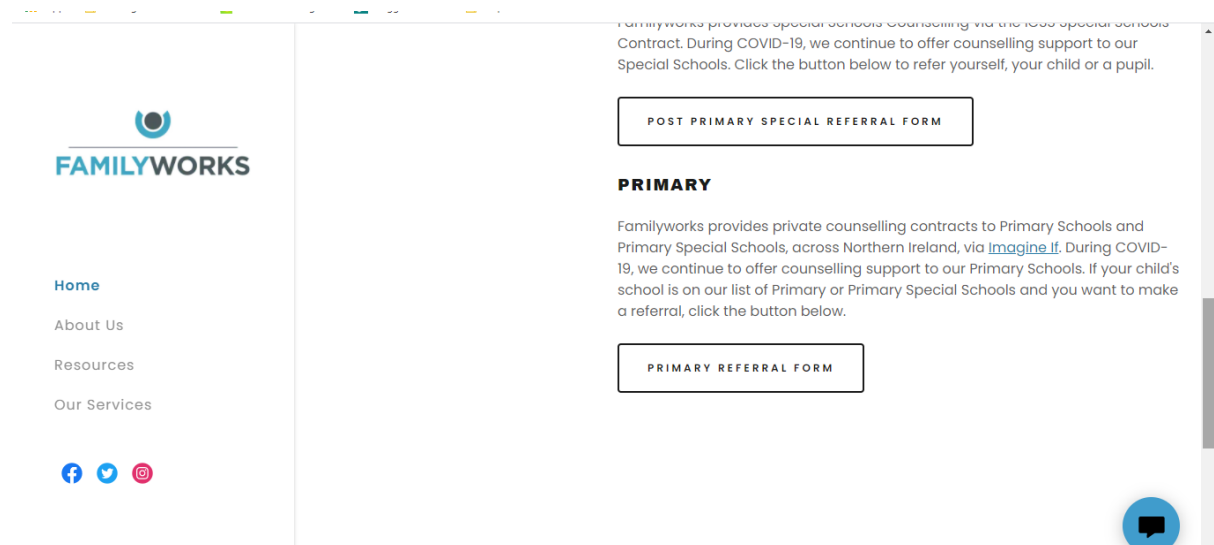 Contract. During COVID-19, we continue to offer counselling support to our
Special Schools. Click the button below to refer yourself, your child or a pupil.
POST PRIMARY SPECIAL REFERRAL FORM
FAMILYWORKS
PRIMARY
Familyworks provides private counselling contracts to Primary Schools and
Primary Special Schools, across Northern Ireland, via Imagine If. During COVID-
19, we continue to offer counselling support to our Primary Schools. If your child's
school is on our list of Primary or Primary Special Schools and you want to make
a referral, click the button below.
PRIMARY REFERRAL FORM
Home
About Us
Resources
Our Services